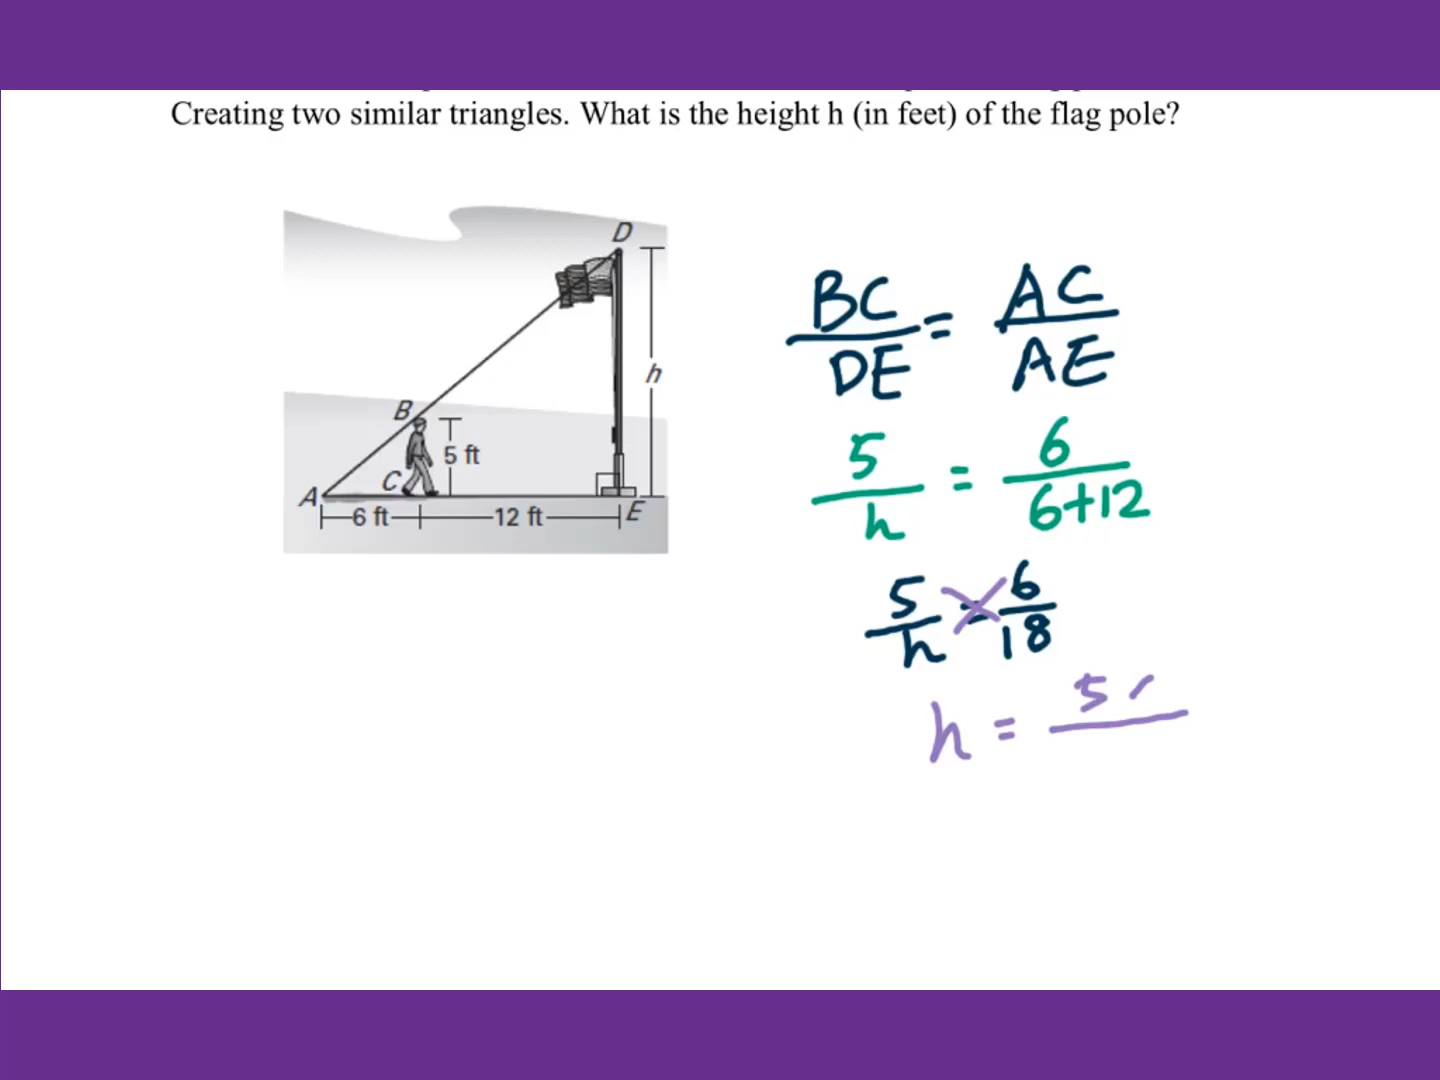 Creating two similar triangles. What is the height h (in feet) of the flag pole?
D
h
B
5 ft
C
A
E
6 ft
12 ft
BC/DE = AC/AE
5/h = 6/6+12
5/h = 6/18
h = 5